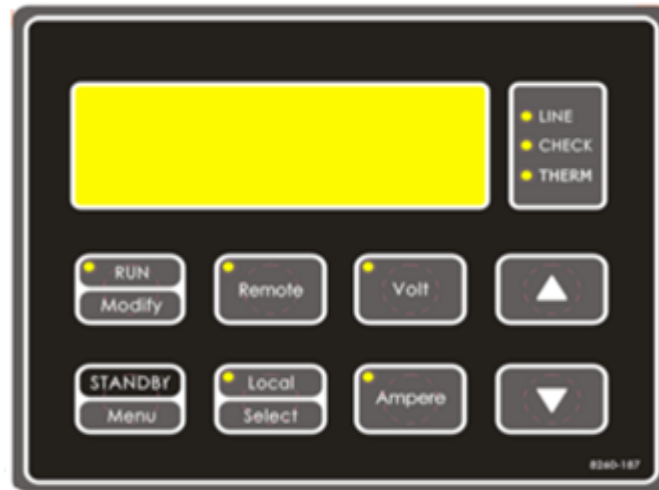 LINE
CHECK
THERM
RUN
Modify
Remote
Volt
STANDBY
Menu
Local
Select
Ampere
8260-187